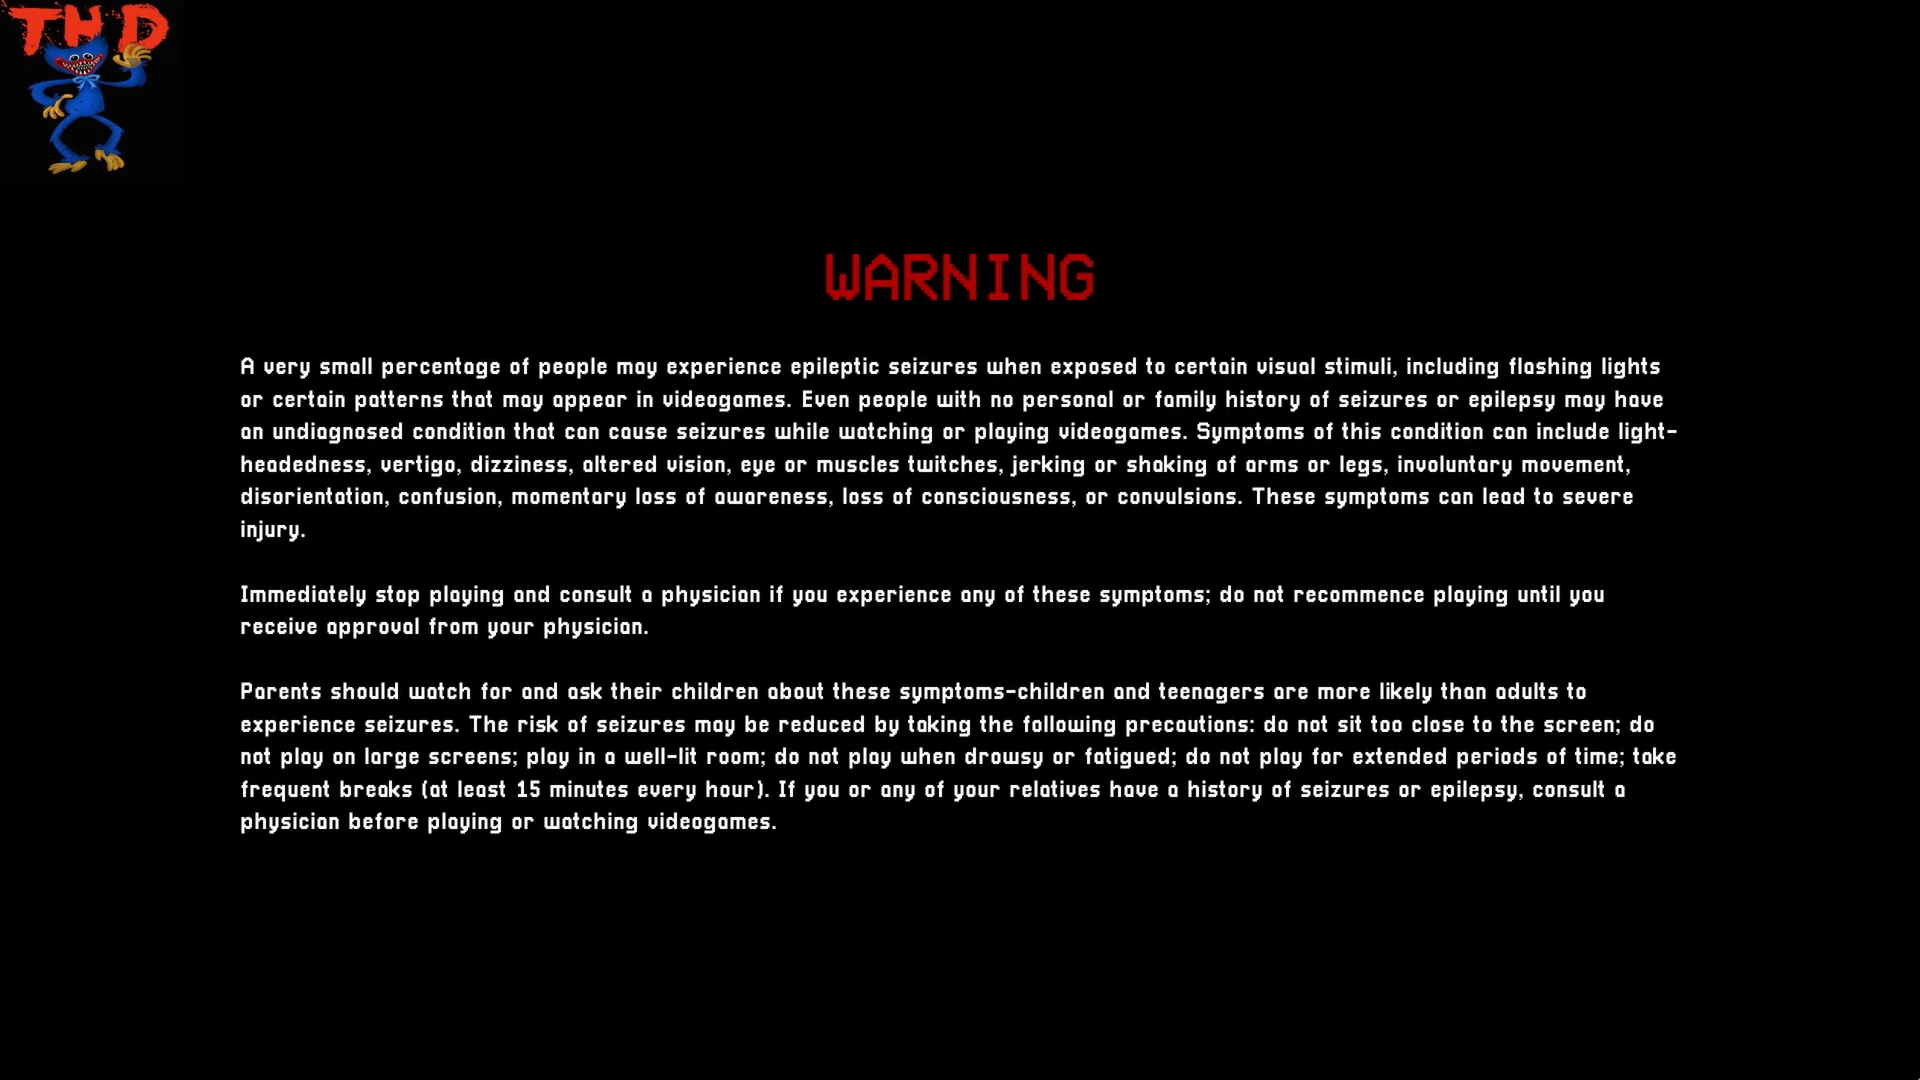 THD
WARNING
A very small percentage of people may experience epileptic seizures when exposed to certain visual stimuli, including flashing lights
or certain patterns that may appear in videogames. Even people with no personal or family history of seizures or epilepsy may have
an undiagnosed condition that can cause seizures while watching or playing videogames. Symptoms of this condition can include light-
headedness, vertigo, dizziness, altered vision, eye or muscles twitches, jerking or shaking of arms or legs, involuntary movement,
disorientation, confusion, momentary loss of awareness, loss of consciousness, or convulsions. These symptoms can lead to severe
injury.
Immediately stop playing and consult a physician if you experience any of these symptoms; do not recommence playing until you
receive approval from your physician.
Parents should watch for and ask their children about these symptoms-children and teenagers are more likely than adults to
experience seizures. The risk of seizures may be reduced by taking the following precautions: do not sit too close to the screen; do
not play on large screens; play in a well-lit room; do not play when drowsy or fatigued; do not play for extended periods of time; take
frequent breaks (at least 15 minutes every hour). If you or any of your relatives have a history of seizures or epilepsy, consult a
physician before playing or watching videogames.